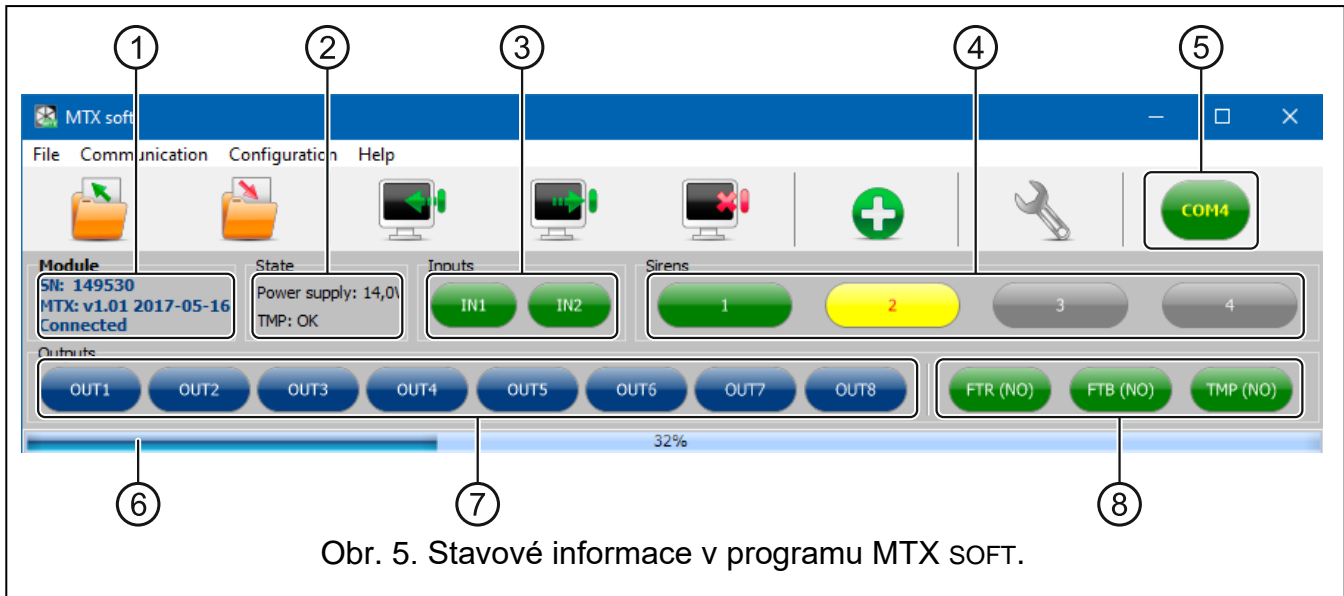 1 2 3 4 5
MTX soft
File Communication Configuration Help
COM4
Module State Inputs Sirens
SN: 149530
MTX: v1.01 2017-05-16
Connected
Power supply: 14,0V
TMP: OK
IN1 IN2
1 2 3 4
Outputs
OUT1 OUT2 OUT3 OUT4 OUT5 OUT6 OUT7 OUT8 FTR (NO) FTB (NO) TMP (NO)
32%
6 7 8
Obr. 5. Stavové informace v programu MTX SOFT.